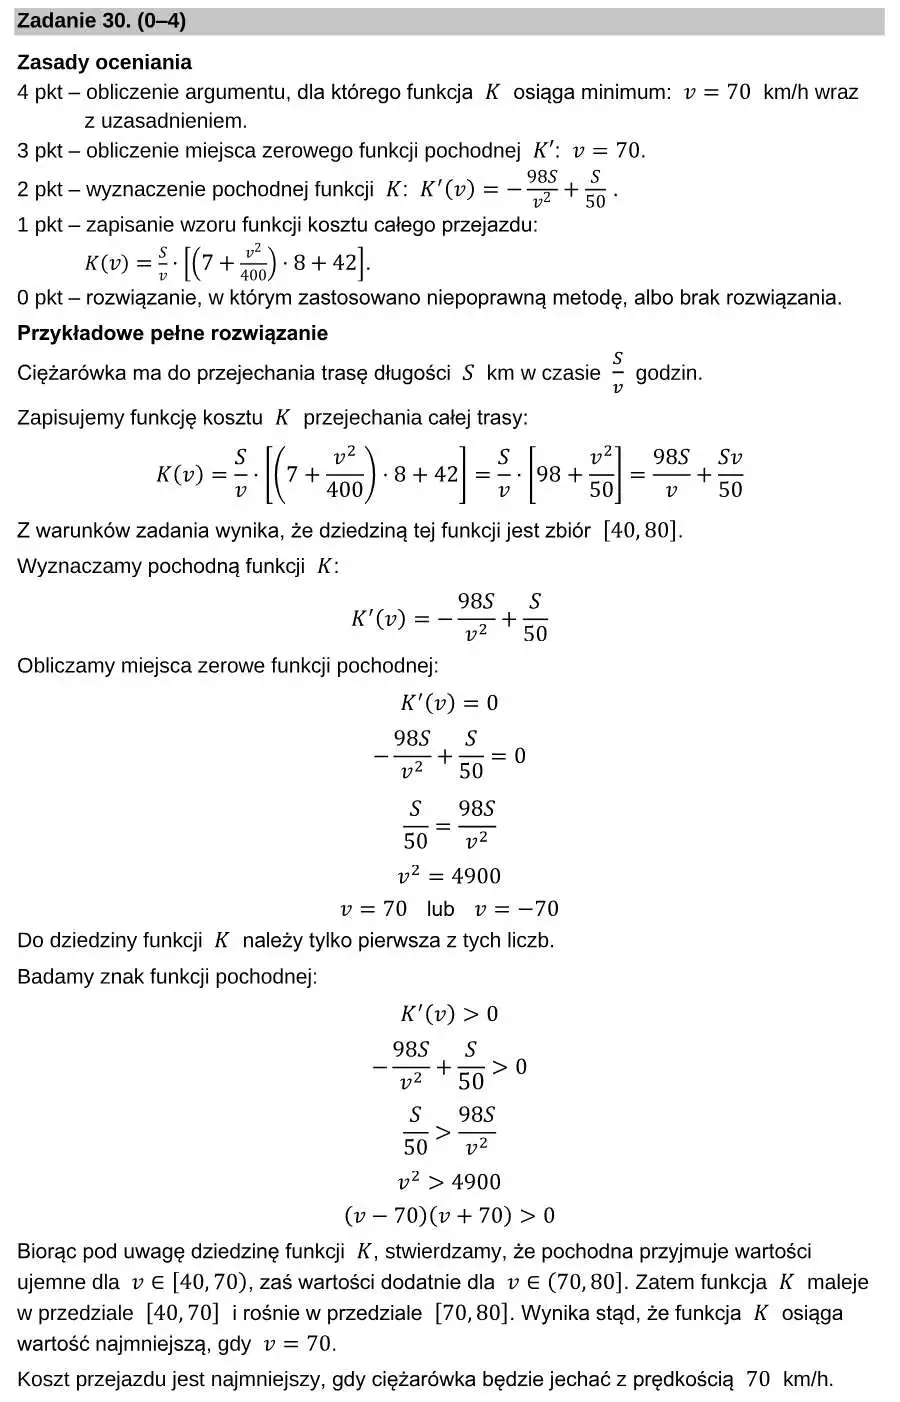 Zadanie 30. (0–4)
Zasady oceniania
4 pkt – obliczenie argumentu, dla którego funkcja K osiąga minimum: v = 70 km/h wraz
z uzasadnieniem.
3 pkt – obliczenie miejsca zerowego funkcji pochodnej K′: v = 70.
2 pkt – wyznaczenie pochodnej funkcji K: K′(v) = −98S/v² + S/50 .
1 pkt – zapisanie wzoru funkcji kosztu całego przejazdu:
K(v) = S/v · [(7 + v²/400) · 8 + 42].
0 pkt – rozwiązanie, w którym zastosowano niepoprawną metodę, albo brak rozwiązania.
Przykładowe pełne rozwiązanie
Ciężarówka ma do przejechania trasę długości S km w czasie S/v godzin.
Zapisujemy funkcję kosztu K przejechania całej trasy:
K(v) = S/v · [(7 + v²/400) · 8 + 42] = S/v · [98 + v²/50] = 98S/v + Sv/50
Z warunków zadania wynika, że dziedziną tej funkcji jest zbiór [40, 80].
Wyznaczamy pochodną funkcji K:
K′(v) = −98S/v² + S/50
Obliczamy miejsca zerowe funkcji pochodnej:
K′(v) = 0
−98S/v² + S/50 = 0
S/50 = 98S/v²
v² = 4900
v = 70 lub v = −70
Do dziedziny funkcji K należy tylko pierwsza z tych liczb.
Badamy znak funkcji pochodnej:
K′(v) > 0
−98S/v² + S/50 > 0
S/50 > 98S/v²
v² > 4900
(v − 70)(v + 70) > 0
Biorąc pod uwagę dziedzinę funkcji K, stwierdzamy, że pochodna przyjmuje wartości
ujemne dla v ∈ [40, 70), zaś wartości dodatnie dla v ∈ (70, 80]. Zatem funkcja K maleje
w przedziale [40, 70] i rośnie w przedziale [70, 80]. Wynika stąd, że funkcja K osiąga
wartość najmniejszą, gdy v = 70.
Koszt przejazdu jest najmniejszy, gdy ciężarówka będzie jechać z prędkością 70 km/h.